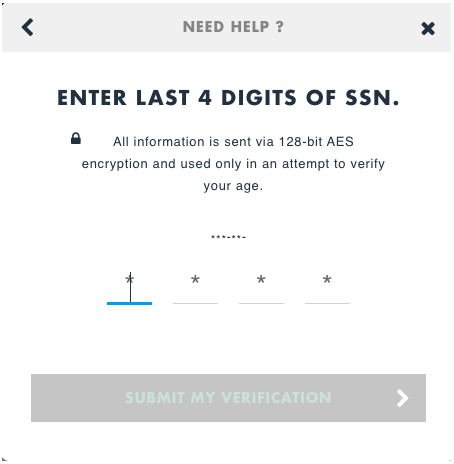 NEED HELP ?
ENTER LAST 4 DIGITS OF SSN.
All information is sent via 128-bit AES
encryption and used only in an attempt to verify
your age.
***-**-
* * * *
SUBMIT MY VERIFICATION